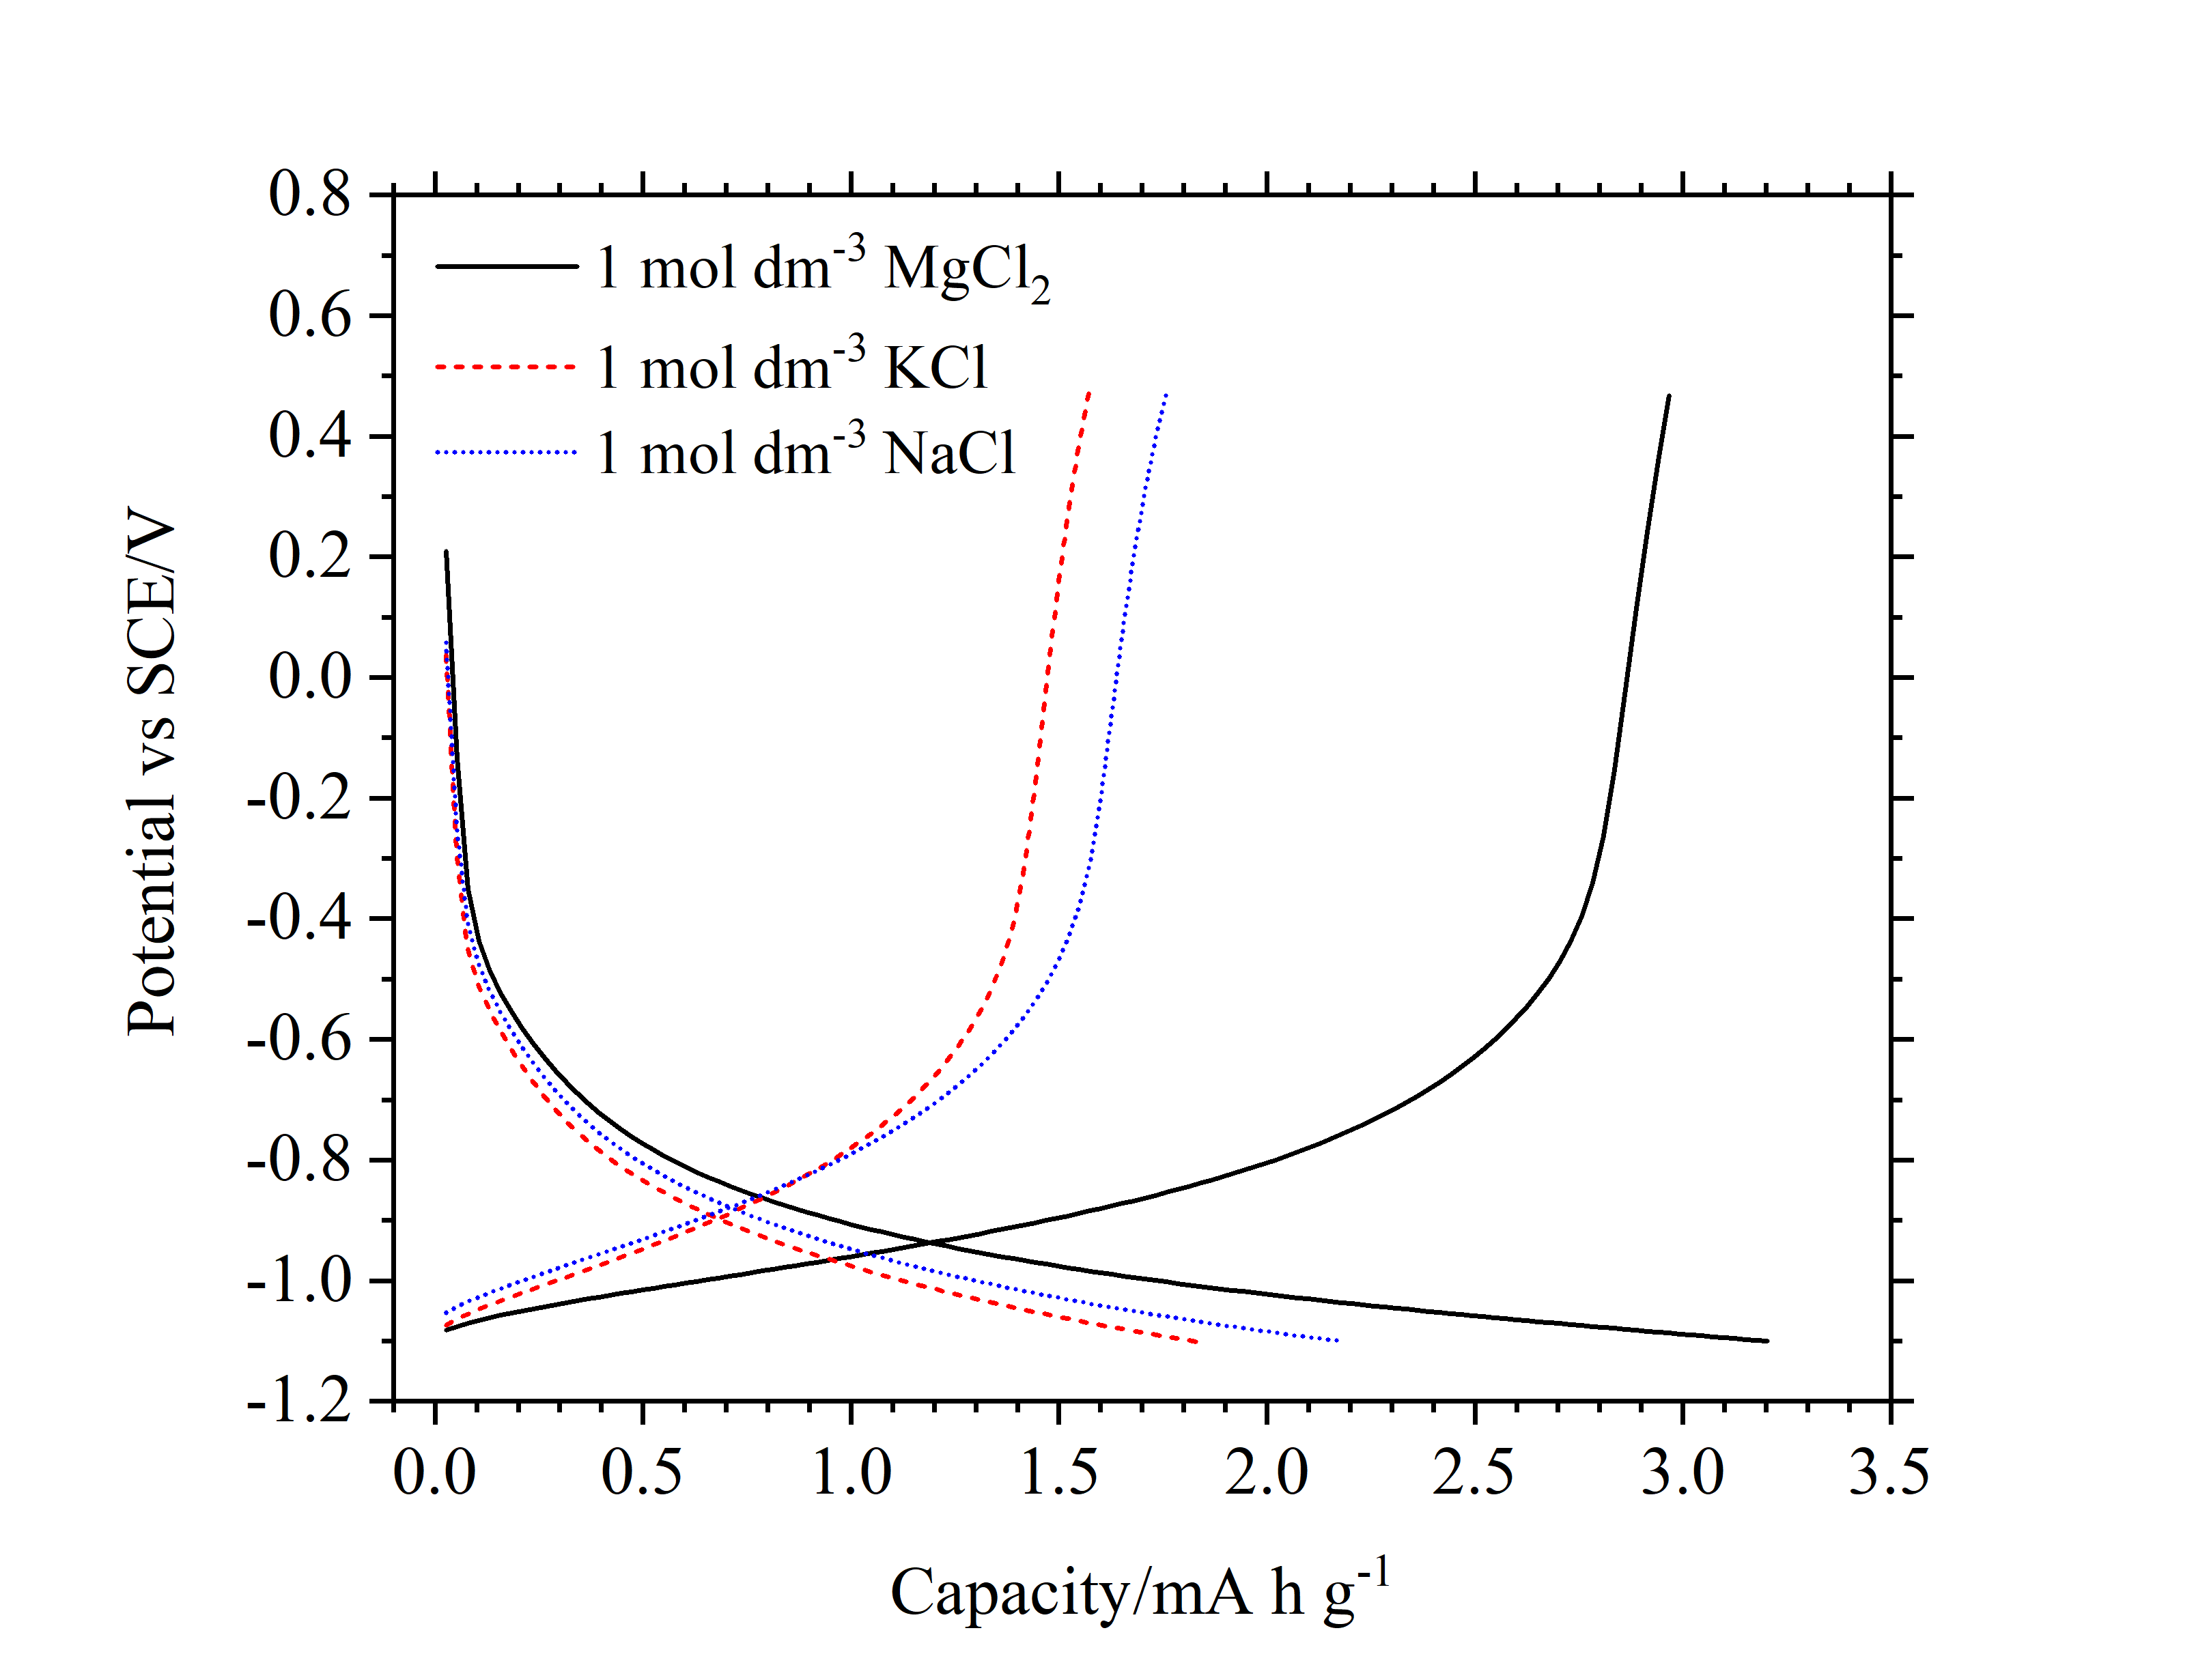 0.8
0.6
0.4
0.2
0.0
-0.2
-0.4
-0.6
-0.8
-1.0
-1.2
Potential vs SCE/V
1 mol dm⁻³ MgCl₂
1 mol dm⁻³ KCl
1 mol dm⁻³ NaCl
0.0 0.5 1.0 1.5 2.0 2.5 3.0 3.5
Capacity/mA h g⁻¹